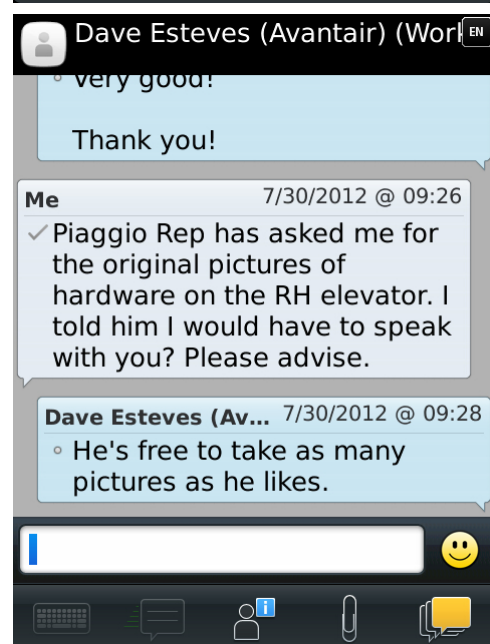 Dave Esteves (Avantair) (Work
EN
very good!
Thank you!
Me 7/30/2012 @ 09:26
Piaggio Rep has asked me for
the original pictures of
hardware on the RH elevator. I
told him I would have to speak
with you? Please advise.
Dave Esteves (Av... 7/30/2012 @ 09:28
He's free to take as many
pictures as he likes.